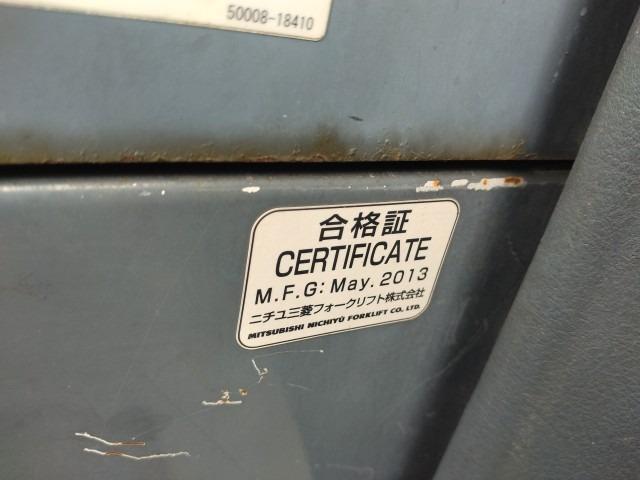 50008-18410
合格証
CERTIFICATE
M.F.G: May. 2013
ニチユ三菱フォークリフト株式会社
MITSUBISHI NICHIYU FORKLIFT CO., LTD.